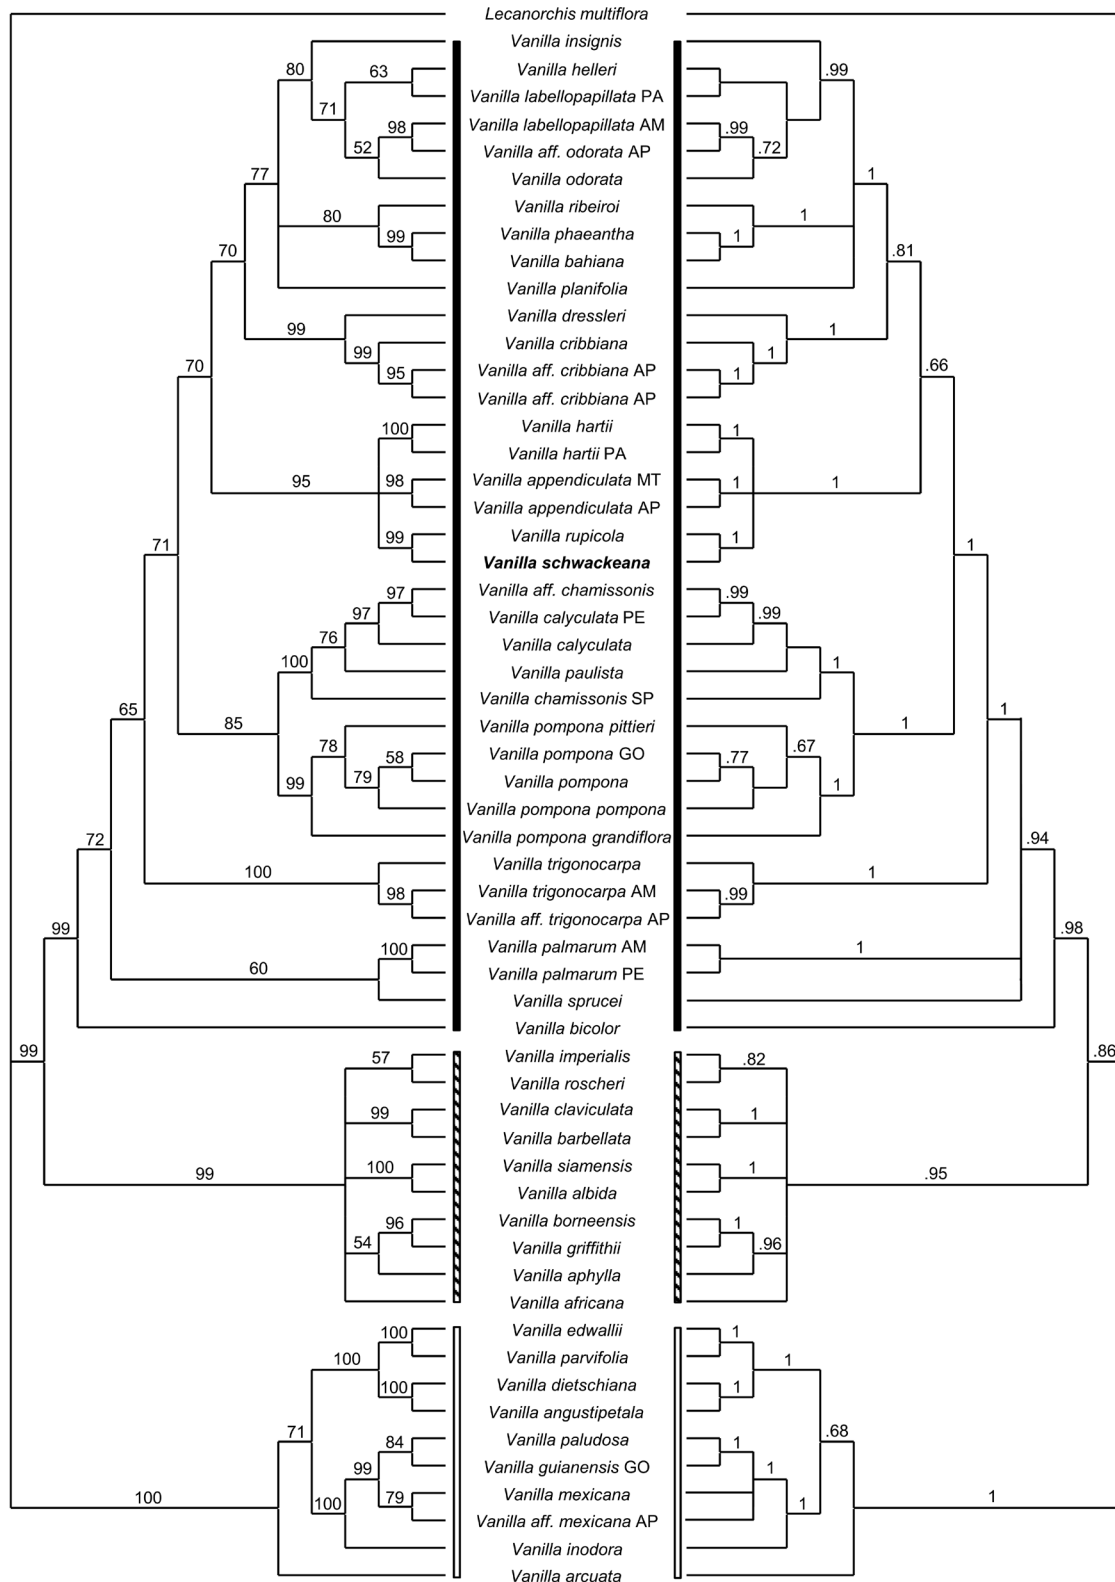 Lecanorchis multiflora
Vanilla insignis
80 63 Vanilla helleri .99
Vanilla labellopapillata PA
71
98 Vanilla labellopapillata AM .99
52 Vanilla aff. odorata AP .72
77 Vanilla odorata 1
80 Vanilla ribeiroi 1
99 Vanilla phaeantha 1
70 Vanilla bahiana .81
Vanilla planifolia
99 Vanilla dressleri 1
99 Vanilla cribbiana 1
70 95 Vanilla aff. cribbiana AP 1 .66
Vanilla aff. cribbiana AP
100 Vanilla hartii 1
Vanilla hartii PA
95 98 Vanilla appendiculata MT 1 1
Vanilla appendiculata AP
99 Vanilla rupicola 1
71 Vanilla schwackeana 1
97 Vanilla aff. chamissonis .99
97 Vanilla calyculata PE .99
76 Vanilla calyculata
100 Vanilla paulista 1
Vanilla chamissonis SP
65 85 Vanilla pompona pittieri 1 1
78 58 Vanilla pompona GO .77 .67
99 79 Vanilla pompona 1
Vanilla pompona pompona
Vanilla pompona grandiflora
72 Vanilla trigonocarpa .94
100 98 Vanilla trigonocarpa AM .99 1
Vanilla aff. trigonocarpa AP
99 100 Vanilla palmarum AM 1 .98
60 Vanilla palmarum PE
Vanilla sprucei
Vanilla bicolor
99 57 Vanilla imperialis .82 .86
Vanilla roscheri
99 Vanilla claviculata 1
Vanilla barbellata
99 100 Vanilla siamensis 1 .95
Vanilla albida
96 Vanilla borneensis 1
54 Vanilla griffithii .96
Vanilla aphylla
Vanilla africana
100 Vanilla edwallii 1
100 Vanilla parvifolia 1
100 Vanilla dietschiana 1
Vanilla angustipetala
71 84 Vanilla paludosa 1 .68
99 Vanilla guianensis GO 1
100 100 79 Vanilla mexicana 1 1
Vanilla aff. mexicana AP
Vanilla inodora
Vanilla arcuata